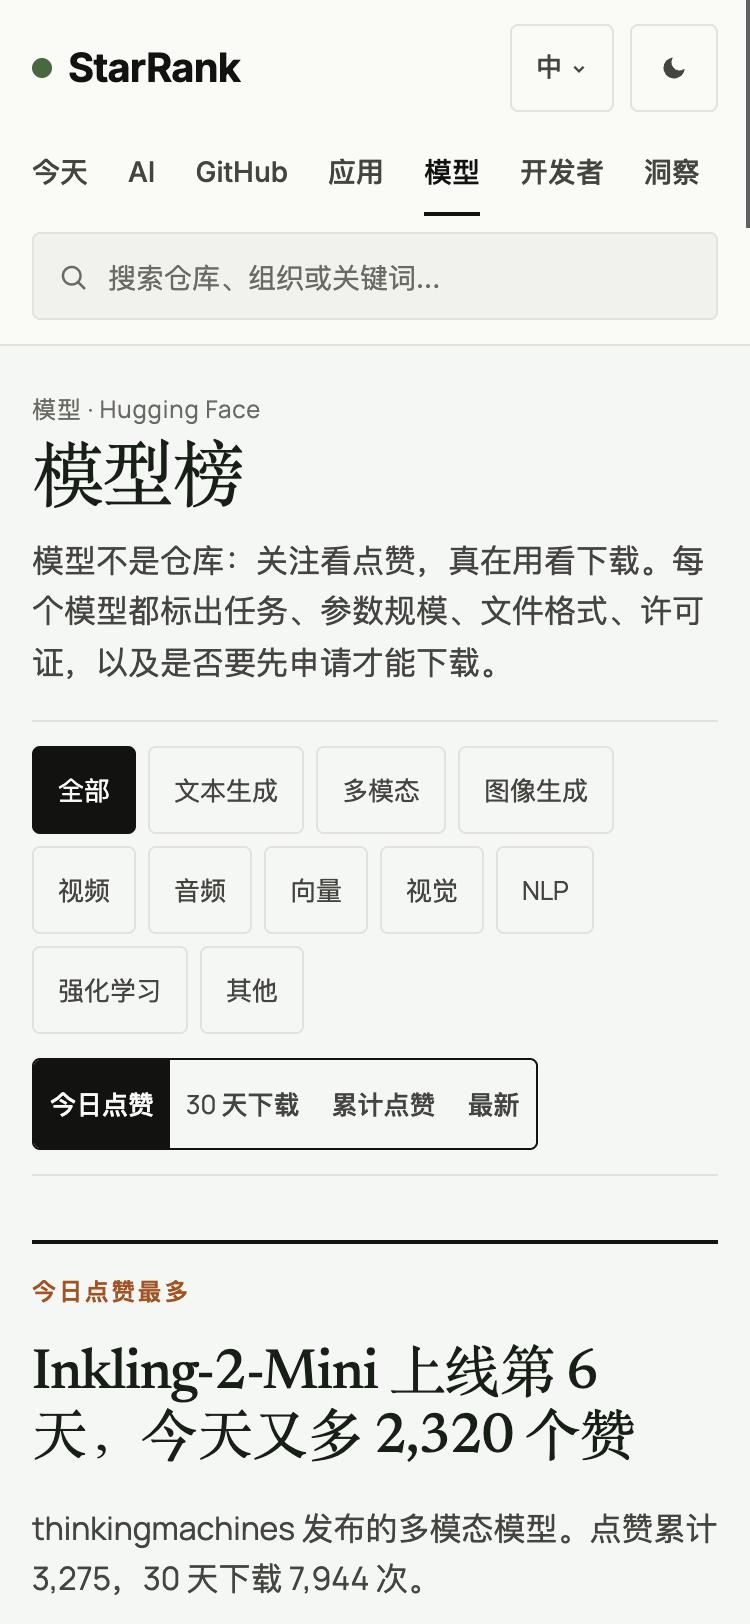 StarRank
中
今天 AI GitHub 应用 模型 开发者 洞察
搜索仓库、组织或关键词...
模型 · Hugging Face
模型榜
模型不是仓库：关注看点赞，真在用看下载。每
个模型都标出任务、参数规模、文件格式、许可
证，以及是否要先申请才能下载。
全部 文本生成 多模态 图像生成
视频 音频 向量 视觉 NLP
强化学习 其他
今日点赞 30 天下载 累计点赞 最新
今日点赞最多
Inkling-2-Mini 上线第 6
天，今天又多 2,320 个赞
thinkingmachines 发布的多模态模型。点赞累计
3,275，30 天下载 7,944 次。